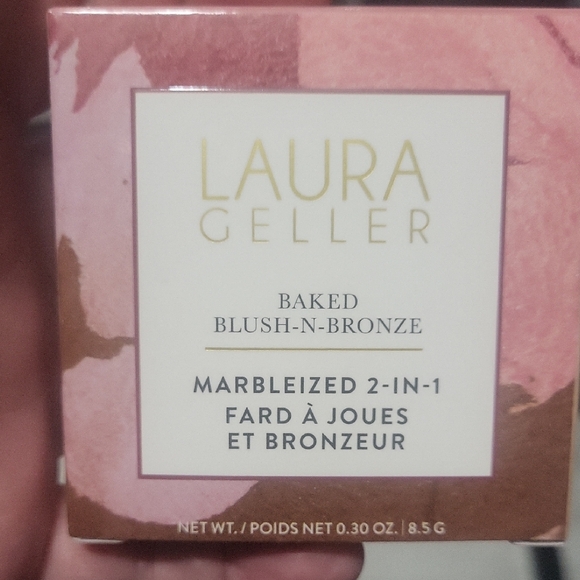 LAURA
GELLER
BAKED
BLUSH-N-BRONZE
MARBLEIZED 2-IN-1
FARD À JOUES
ET BRONZEUR
NET WT. / POIDS NET 0.30 OZ. | 8.5 G